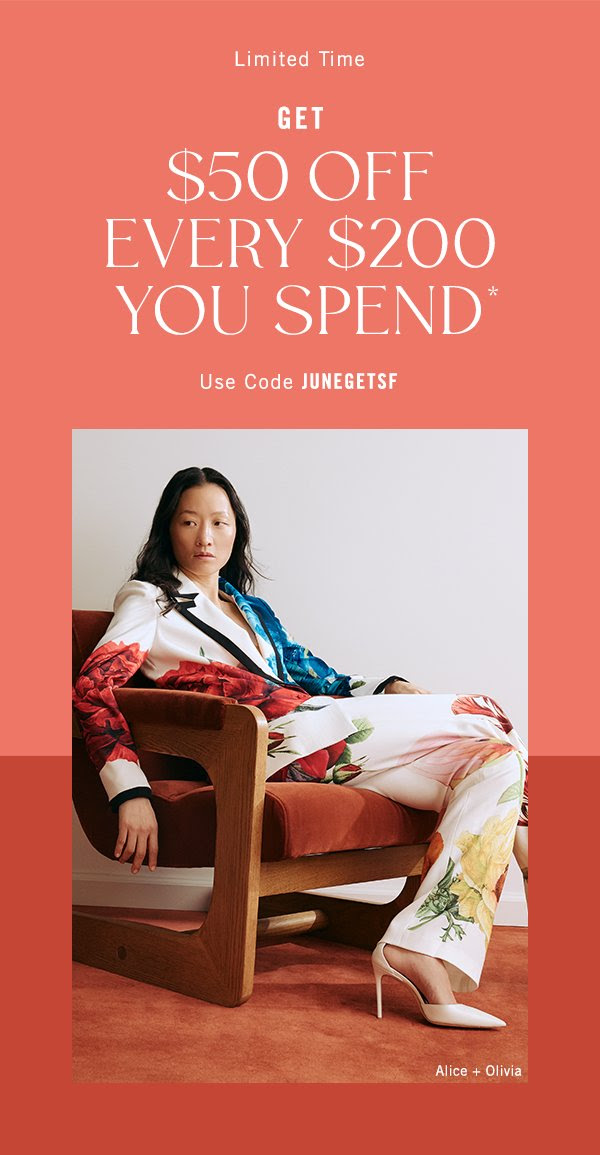 Limited Time
GET
$50 OFF
EVERY $200
YOU SPEND*
Use Code JUNEGETSF
Alice + Olivia